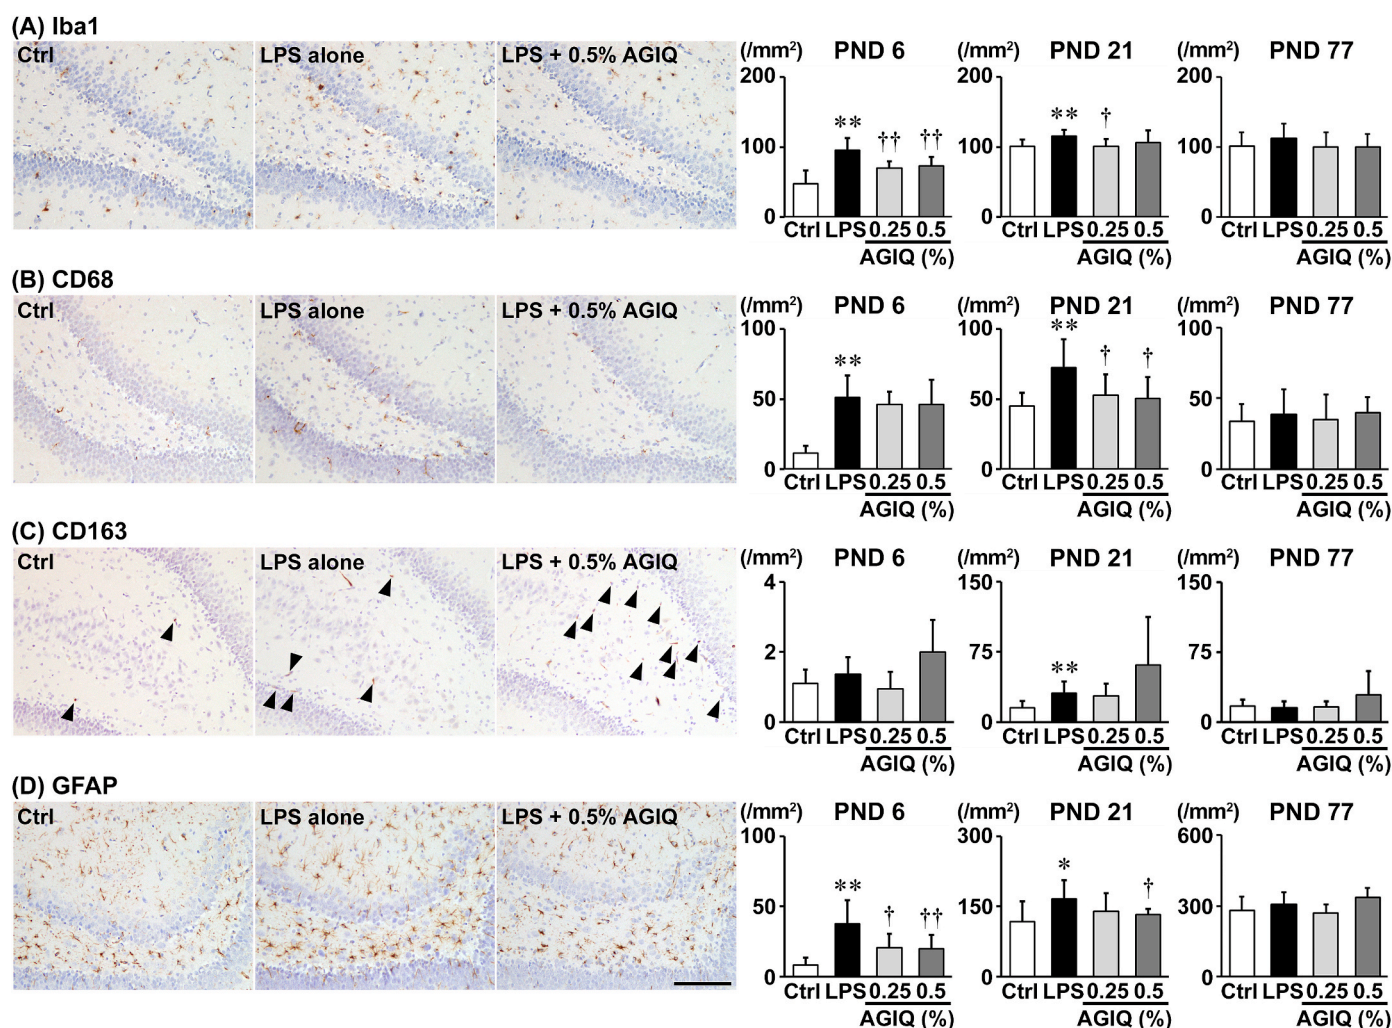 (A) Iba1
Ctrl
LPS alone
LPS + 0.5% AGIQ
(/mm²) PND 6
200
100
0
**
††
††
Ctrl LPS 0.25 0.5
AGIQ (%)
(/mm²) PND 21
200
100
0
**
†
Ctrl LPS 0.25 0.5
AGIQ (%)
(/mm²) PND 77
200
100
0
Ctrl LPS 0.25 0.5
AGIQ (%)
(B) CD68
Ctrl
LPS alone
LPS + 0.5% AGIQ
(/mm²) PND 6
100
50
0
**
Ctrl LPS 0.25 0.5
AGIQ (%)
(/mm²) PND 21
100
50
0
**
†
†
Ctrl LPS 0.25 0.5
AGIQ (%)
(/mm²) PND 77
100
50
0
Ctrl LPS 0.25 0.5
AGIQ (%)
(C) CD163
Ctrl
LPS alone
LPS + 0.5% AGIQ
(/mm²) PND 6
4
2
0
Ctrl LPS 0.25 0.5
AGIQ (%)
(/mm²) PND 21
150
75
0
**
Ctrl LPS 0.25 0.5
AGIQ (%)
(/mm²) PND 77
150
75
0
Ctrl LPS 0.25 0.5
AGIQ (%)
(D) GFAP
Ctrl
LPS alone
LPS + 0.5% AGIQ
(/mm²) PND 6
100
50
0
**
†
††
Ctrl LPS 0.25 0.5
AGIQ (%)
(/mm²) PND 21
300
150
0
*
†
Ctrl LPS 0.25 0.5
AGIQ (%)
(/mm²) PND 77
600
300
0
Ctrl LPS 0.25 0.5
AGIQ (%)